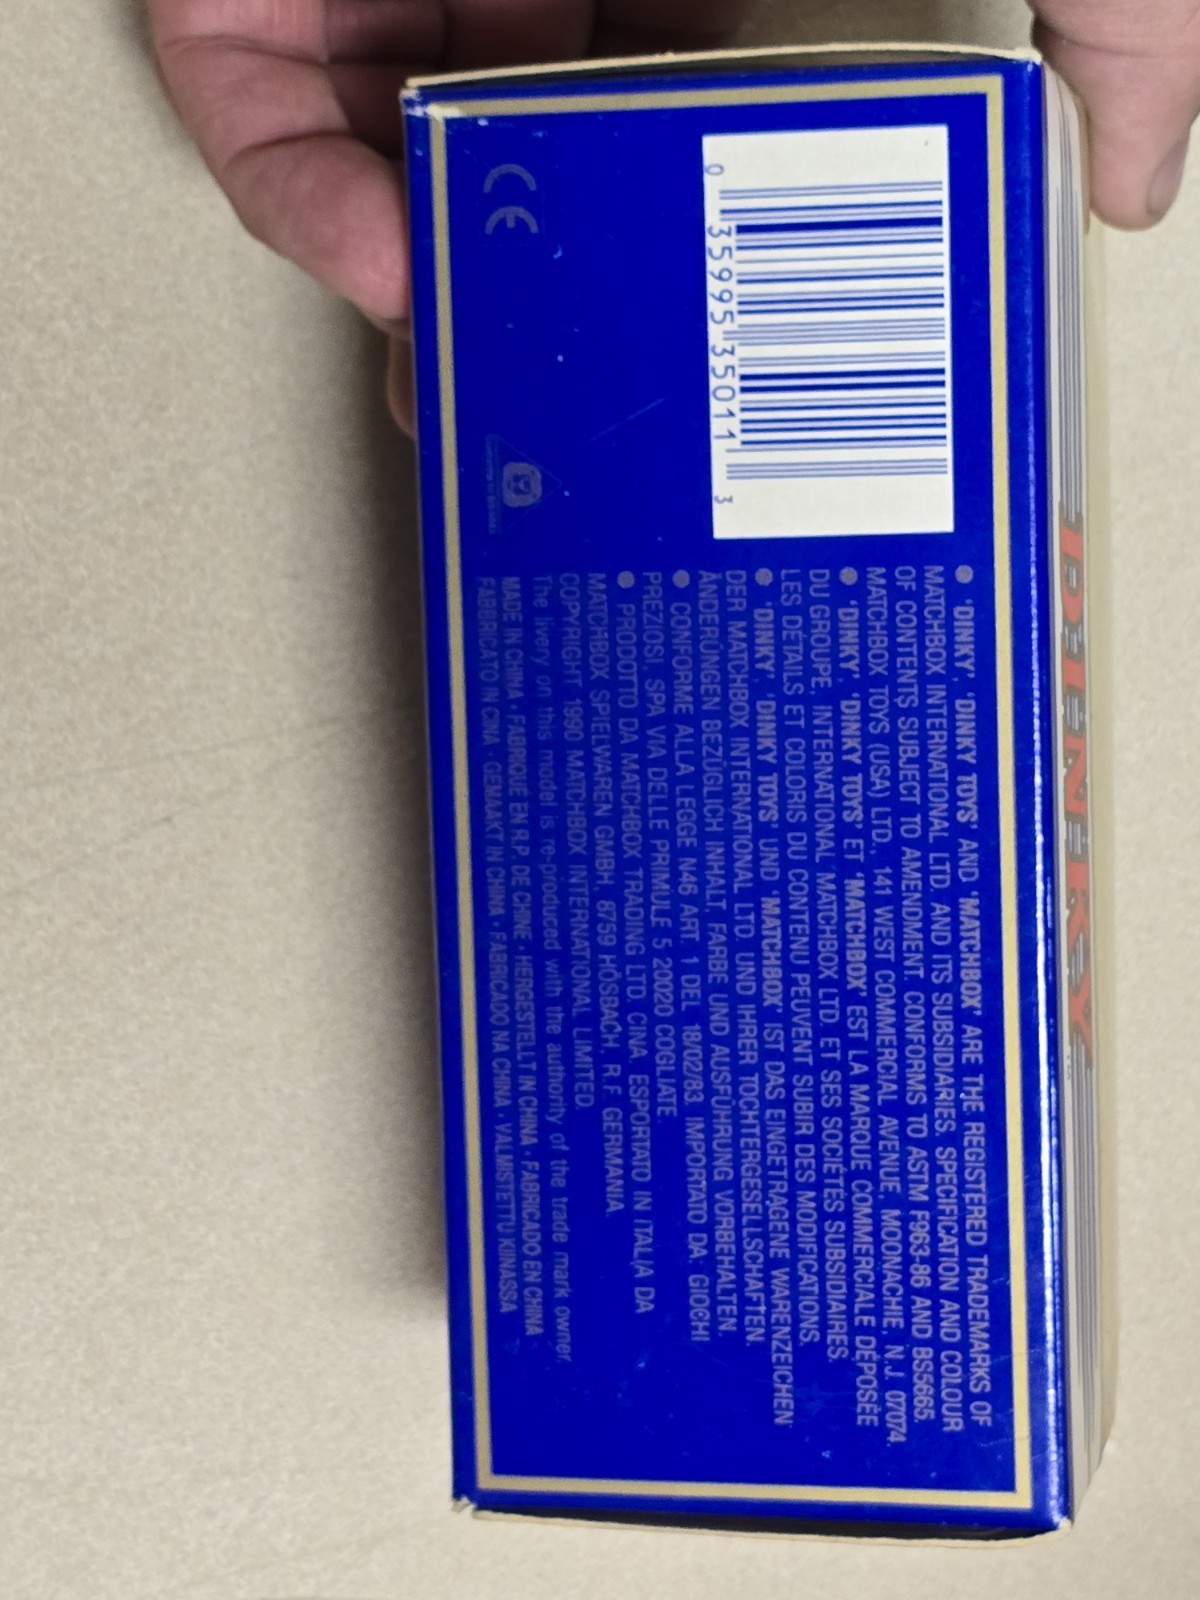 0 35995 35011 3
CE
• 'DINKY', 'DINKY TOYS' AND 'MATCHBOX' ARE THE REGISTERED TRADEMARKS OF
MATCHBOX INTERNATIONAL LTD. AND ITS SUBSIDIARIES. SPECIFICATION AND COLOUR
OF CONTENTS SUBJECT TO AMENDMENT. CONFORMS TO ASTM F963-86 AND BS5665.
MATCHBOX TOYS (USA) LTD., 141 WEST COMMERCIAL AVENUE, MOONACHIE, N.J. 07074.
• 'DINKY', 'DINKY TOYS' ET 'MATCHBOX' EST LA MARQUE COMMERCIALE DÉPOSÉE
DU GROUPE, INTERNATIONAL MATCHBOX LTD. ET SES SOCIÉTÉS SUBSIDIAIRES.
LES DÉTALS ET COLORIS DU CONTENU PEUVENT SUBIR DES MODIFICATIONS.
• 'DINKY', 'DINKY TOYS' UND 'MATCHBOX' IST DAS EINGETRAGENE WARENZEICHEN
DER MATCHBOX INTERNATIONAL LTD. UND IHRER TOCHTERGESELLSCHAFTEN.
ÄNDERÜNGEN BEZÜGLICH INHALT, FARBE UND AUSFÜHRUNG VORBEHALTEN.
• CONFORME ALLA LEGGE N46 ART. 1 DEL 18/02/83. IMPORTATO DA: GIOCHI
PREZIOSI, SPA VIA DELLE PRIMULE 5 20020 COGLIATE.
• PRODOTTO DA MATCHBOX TRADING LTD. CINA. ESPORTATO IN ITALIA DA
MATCHBOX SPIELWAREN GMBH, 8759 HÖSBACH, R.F. GERMANIA.
COPYRIGHT 1990 MATCHBOX INTERNATIONAL LIMITED.
The livery on this model is re-produced with the authority of the trade mark owner.
MADE IN CHINA • FABRIQUE EN R.P. DE CHINE • HERGESTELLT IN CHINA • FABRICADO EN CHINA •
FABBRICATO IN CINA • GEMAAKT IN CHINA • FABRICADO NA CHINA • VALMISTETTU KIINASSA
DINKY